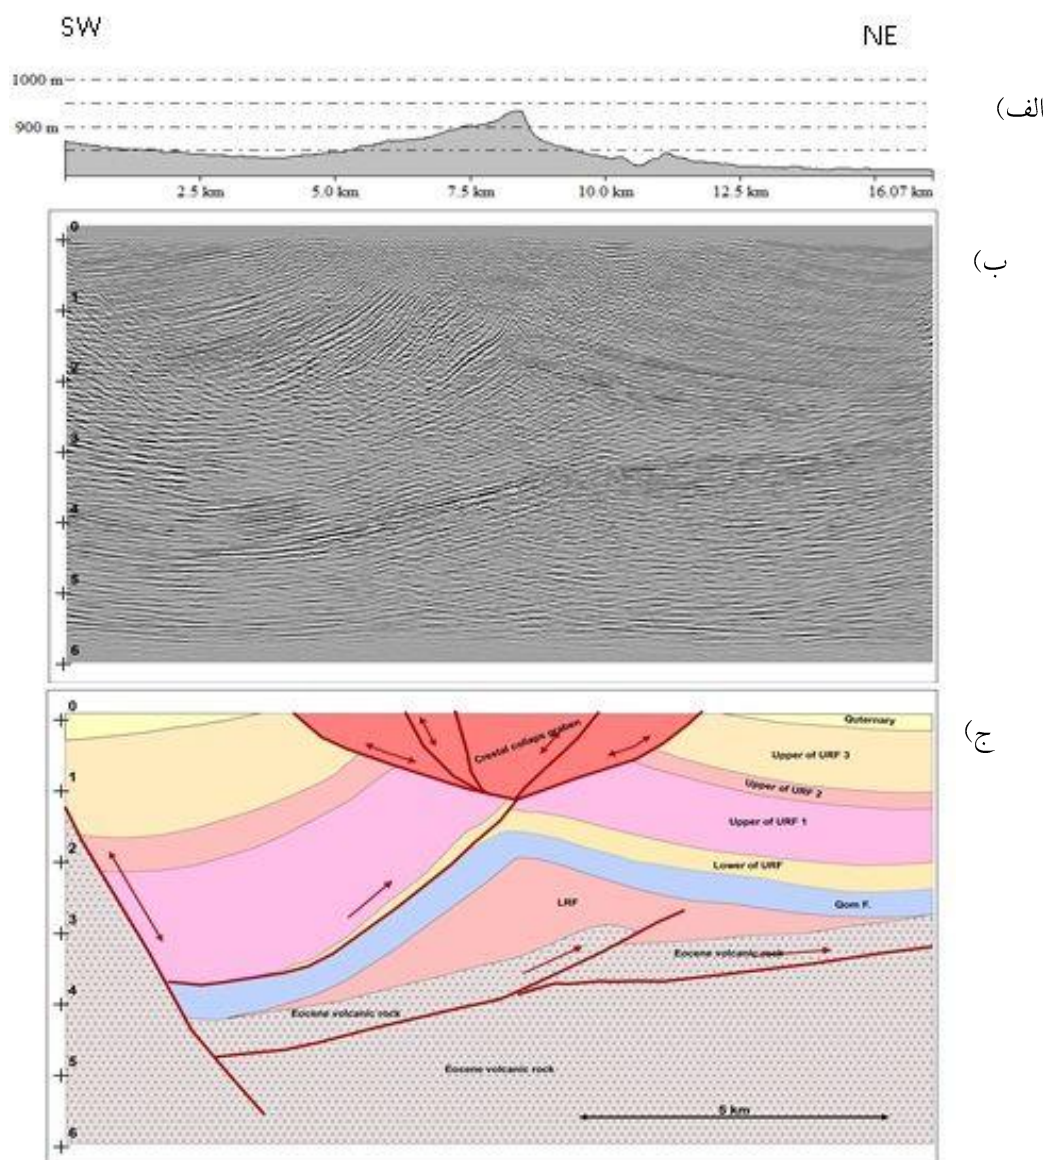 SW
NE
1000 m
الف)
900 m
2.5 km 5.0 km 7.5 km 10.0 km 12.5 km 16.07 km
0
ب)
1
2
3
4
5
6
0
Quternary
ج)
Crestal collaps graben
Upper of URF 3
1
Upper of URF 2
Upper of URF 1
2
Lower of URF
LRF
Qom F.
3
Eocene volcanic rock
4
Eocene volcanic rock
5
Eocene volcanic rock
5 km
6